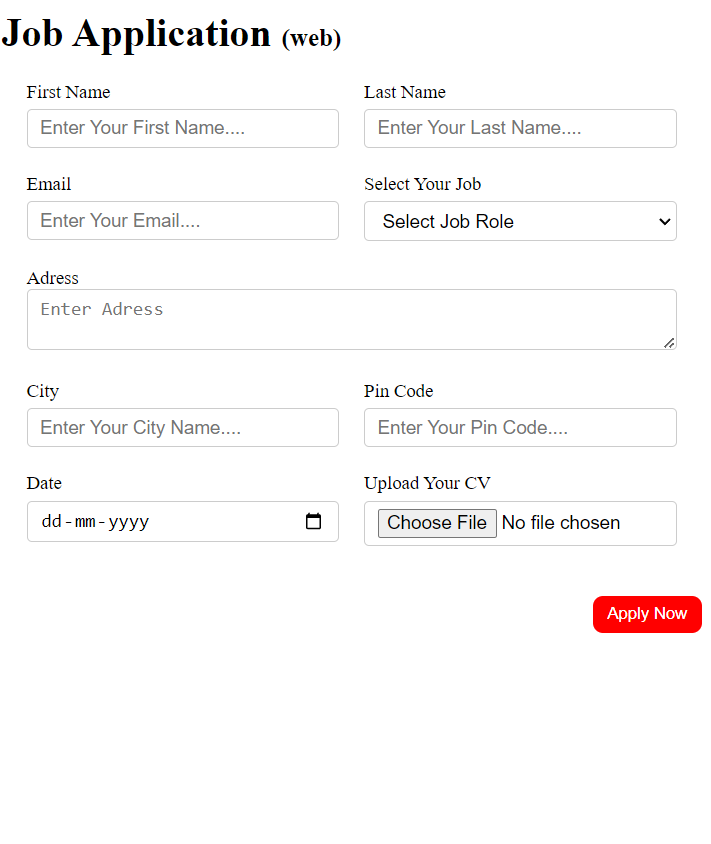 Job Application (web)
First Name Last Name
Enter Your First Name.... Enter Your Last Name....
Email Select Your Job
Enter Your Email.... Select Job Role
Adress
Enter Adress
City Pin Code
Enter Your City Name.... Enter Your Pin Code....
Date Upload Your CV
dd-mm-yyyy Choose File No file chosen
Apply Now